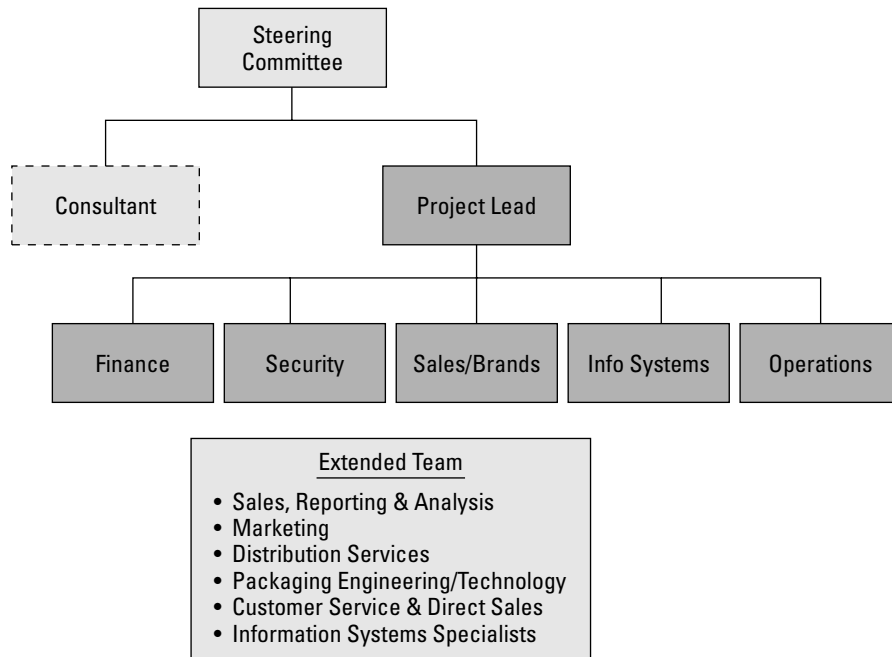 Steering
Committee
Consultant
Project Lead
Finance
Security
Sales/Brands
Info Systems
Operations
Extended Team
• Sales, Reporting & Analysis
• Marketing
• Distribution Services
• Packaging Engineering/Technology
• Customer Service & Direct Sales
• Information Systems Specialists